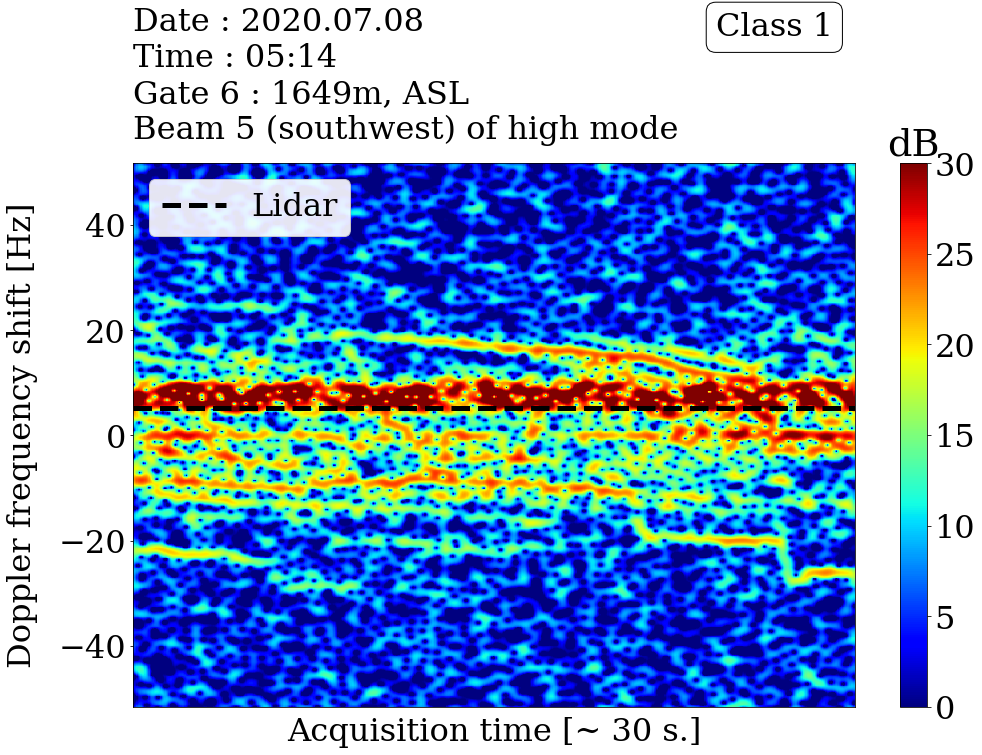 Date : 2020.07.08
Time : 05:14
Gate 6 : 1649m, ASL
Beam 5 (southwest) of high mode
Class 1
dB
Lidar
Doppler frequency shift [Hz]
40
20
0
−20
−40
30
25
20
15
10
5
0
Acquisition time [~ 30 s.]